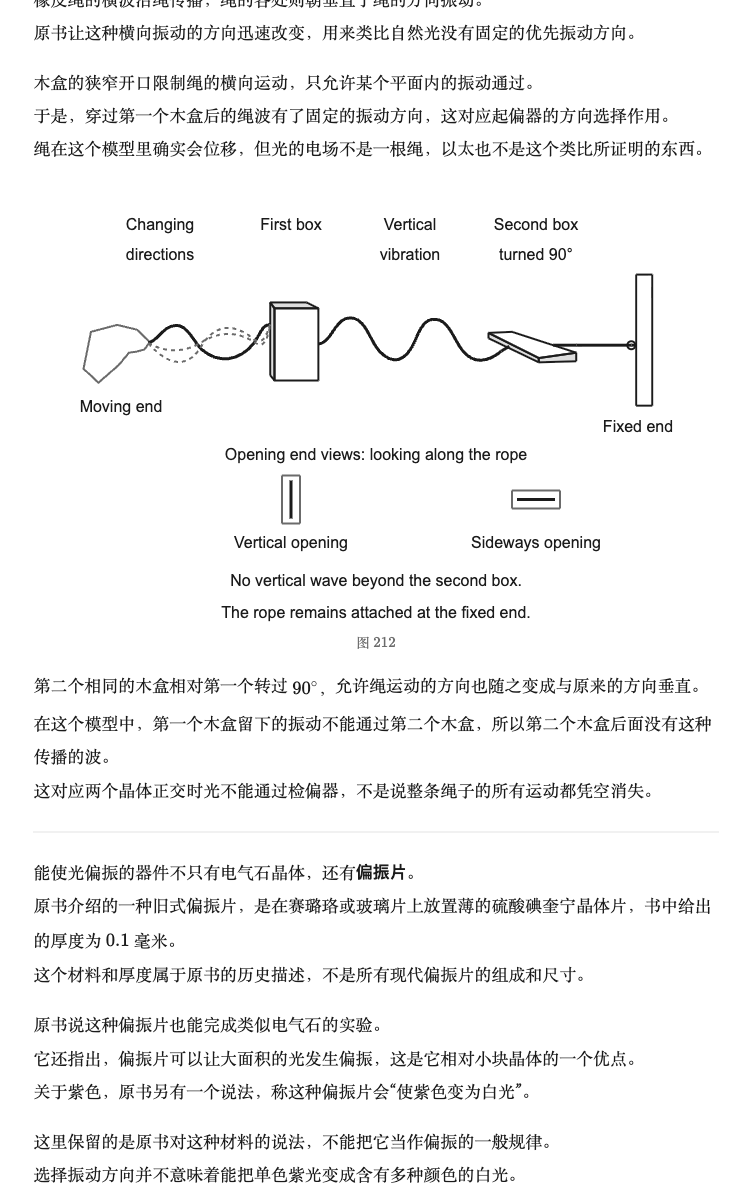 橡皮绳的横波沿绳传播，绳的各处则朝垂直于绳的方向振动。
原书让这种横向振动的方向迅速改变，用来类比自然光没有固定的优先振动方向。
木盒的狭窄开口限制绳的横向运动，只允许某个平面内的振动通过。
于是，穿过第一个木盒后的绳波有了固定的振动方向，这对应起偏器的方向选择作用。
绳在这个模型里确实会位移，但光的电场不是一根绳，以太也不是这个类比所证明的东西。
Changing directions
First box
Vertical vibration
Second box turned 90°
Moving end
Fixed end
Opening end views: looking along the rope
Vertical opening
Sideways opening
No vertical wave beyond the second box.
The rope remains attached at the fixed end.
图 212
第二个相同的木盒相对第一个转过 90°，允许绳运动的方向也随之变成与原来的方向垂直。
在这个模型中，第一个木盒留下的振动不能通过第二个木盒，所以第二个木盒后面没有这种
传播的波。
这对应两个晶体正交时光不能通过检偏器，不是说整条绳子的所有运动都凭空消失。
能使光偏振的器件不只有电气石晶体，还有偏振片。
原书介绍的一种旧式偏振片，是在赛璐珞或玻璃片上放置薄的硫酸碘奎宁晶体片，书中给出
的厚度为 0.1 毫米。
这个材料和厚度属于原书的历史描述，不是所有现代偏振片的组成和尺寸。
原书说这种偏振片也能完成类似电气石的实验。
它还指出，偏振片可以让大面积的光发生偏振，这是它相对小块晶体的一个优点。
关于紫色，原书另有一个说法，称这种偏振片会“使紫色变为白光”。
这里保留的是原书对这种材料的说法，不能把它当作偏振的一般规律。
选择振动方向并不意味着能把单色紫光变成含有多种颜色的白光。